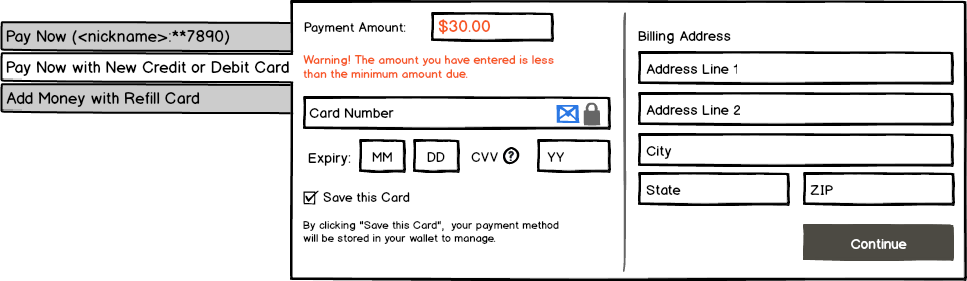 Pay Now (<nickname>:**7890)
Pay Now with New Credit or Debit Card
Add Money with Refill Card
Payment Amount: $30.00
Warning! The amount you have entered is less
than the minimum amount due.
Card Number
Expiry: MM DD CVV ? YY
Save this Card
By clicking "Save this Card", your payment method
will be stored in your wallet to manage.
Billing Address
Address Line 1
Address Line 2
City
State ZIP
Continue